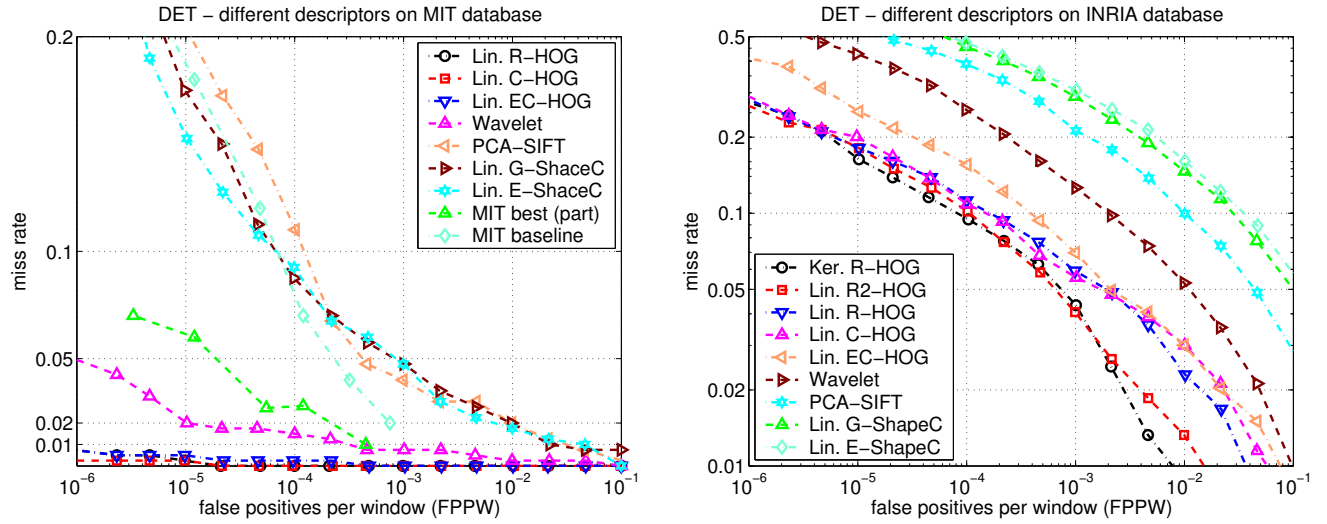 DET − different descriptors on MIT database
0.2
0.1
0.05
0.02
0.01
miss rate
10−6
10−5
10−4
10−3
10−2
10−1
false positives per window (FPPW)
Lin. R−HOG
Lin. C−HOG
Lin. EC−HOG
Wavelet
PCA−SIFT
Lin. G−ShaceC
Lin. E−ShaceC
MIT best (part)
MIT baseline
DET − different descriptors on INRIA database
0.5
0.2
0.1
0.05
0.02
0.01
miss rate
10−6
10−5
10−4
10−3
10−2
10−1
false positives per window (FPPW)
Ker. R−HOG
Lin. R2−HOG
Lin. R−HOG
Lin. C−HOG
Lin. EC−HOG
Wavelet
PCA−SIFT
Lin. G−ShapeC
Lin. E−ShapeC